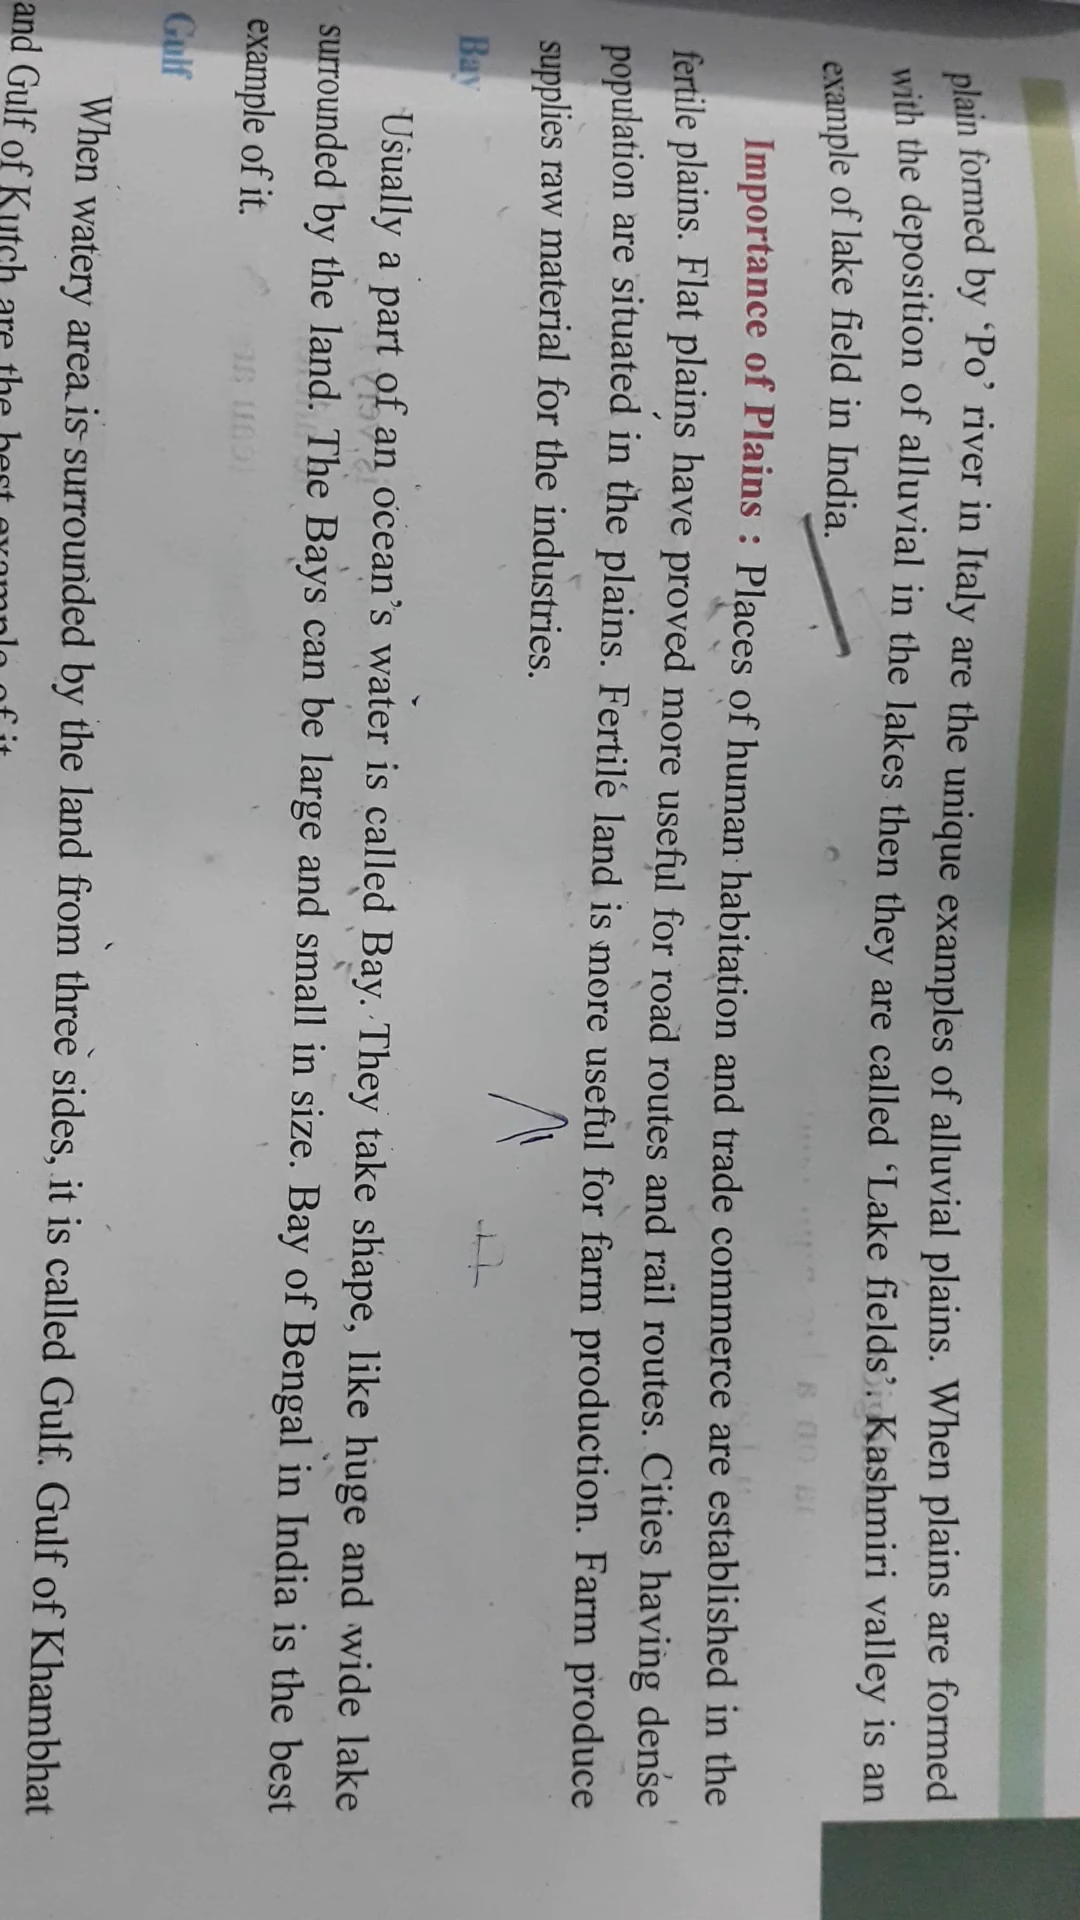 plain formed by ‘Po’ river in Italy are the unique examples of alluvial plains. When plains are formed
with the deposition of alluvial in the lakes then they are called ‘Lake fields’. Kashmiri valley is an
example of lake field in India.
Importance of Plains : Places of human habitation and trade commerce are established in the
fertile plains. Flat plains have proved more useful for road routes and rail routes. Cities having dense
population are situated in the plains. Fertile land is more useful for farm production. Farm produce
supplies raw material for the industries.
Bay
Usually a part of an ocean’s water is called Bay. They take shape, like huge and wide lake
surrounded by the land. The Bays can be large and small in size. Bay of Bengal in India is the best
example of it.
Gulf
When watery area is surrounded by the land from three sides, it is called Gulf. Gulf of Khambhat
and Gulf of Kutch are the best example of it